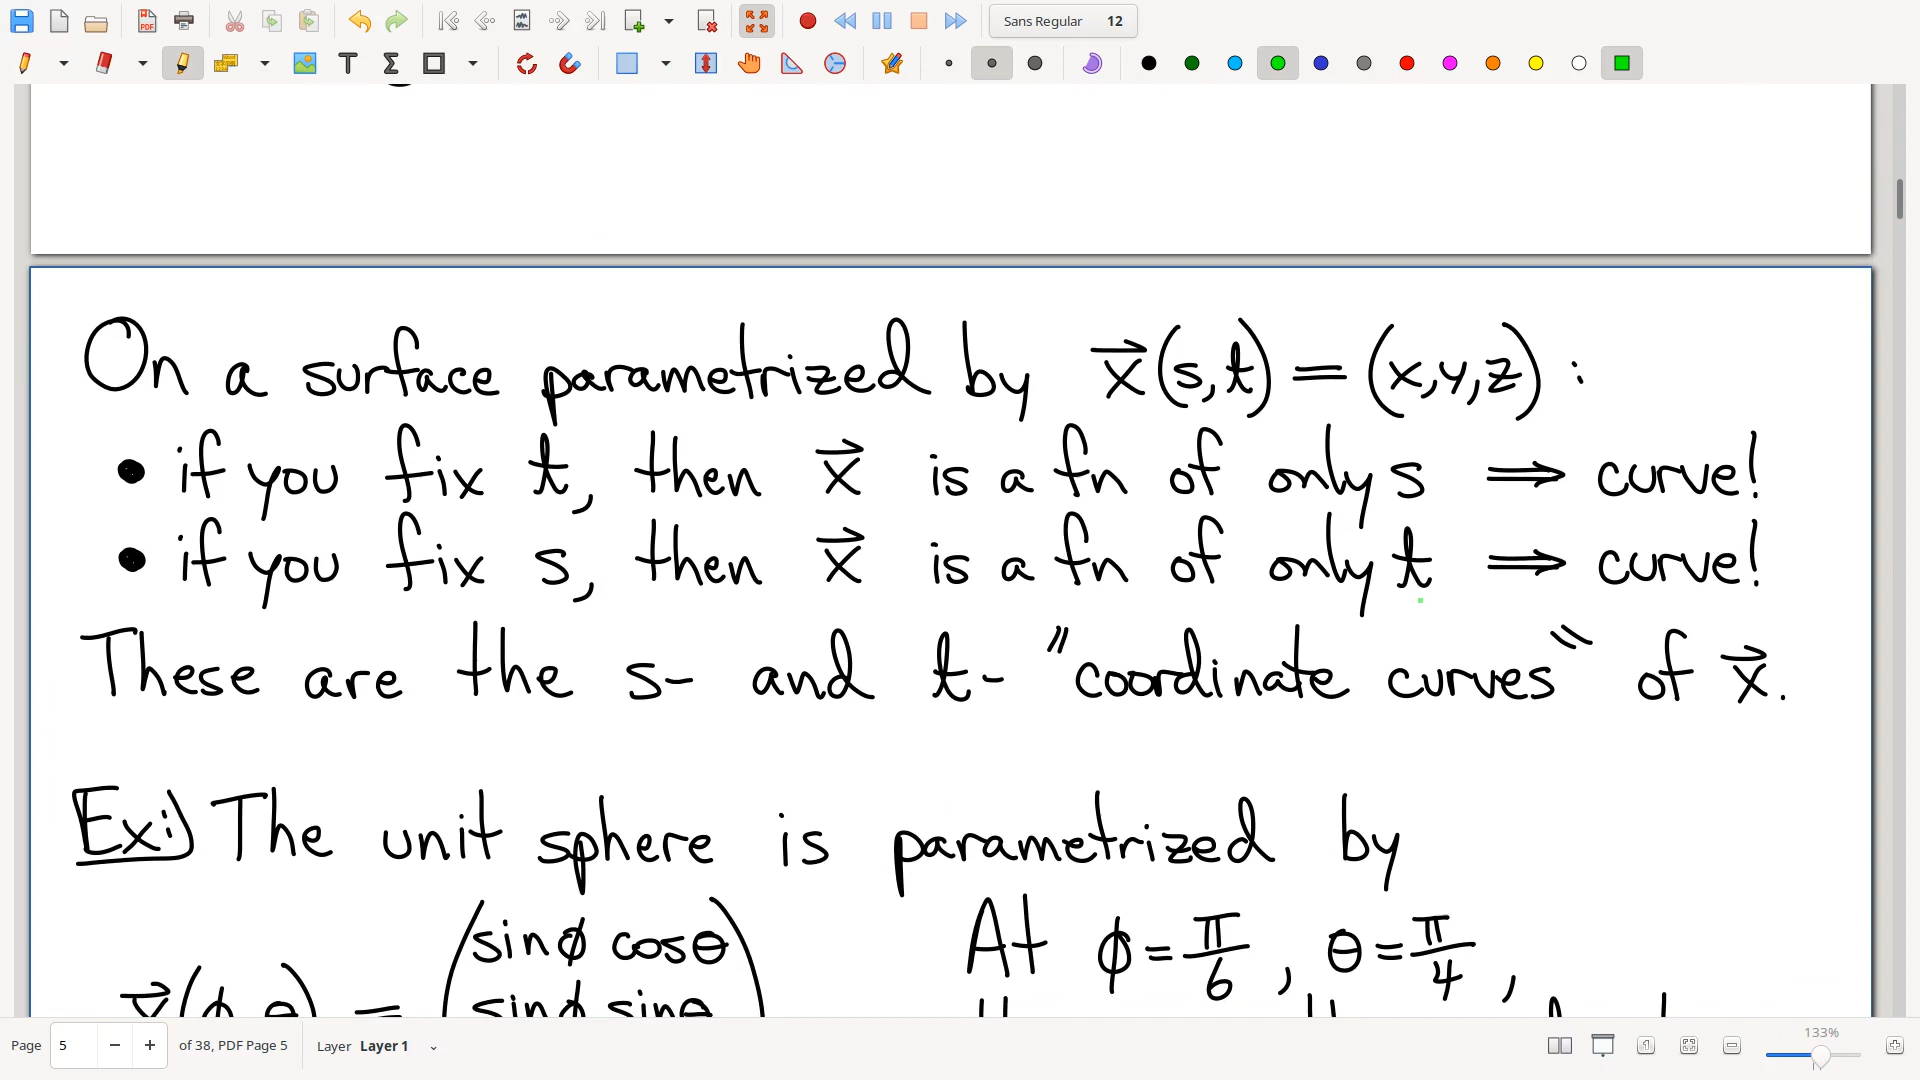 Sans Regular 12
On a surface parametrized by x⃗(s,t) = (x,y,z) :
• if you fix t, then x⃗ is a fn of only s ⟹ curve!
• if you fix s, then x⃗ is a fn of only t ⟹ curve!
These are the s- and t- "coordinate curves" of x⃗.
Ex: The unit sphere is parametrized by
sinϕ cosθ At ϕ = π/6, θ = π/4,
x⃗(ϕ, θ) = sinϕ sinθ
Page 5 − + of 38, PDF Page 5 Layer Layer 1 133%